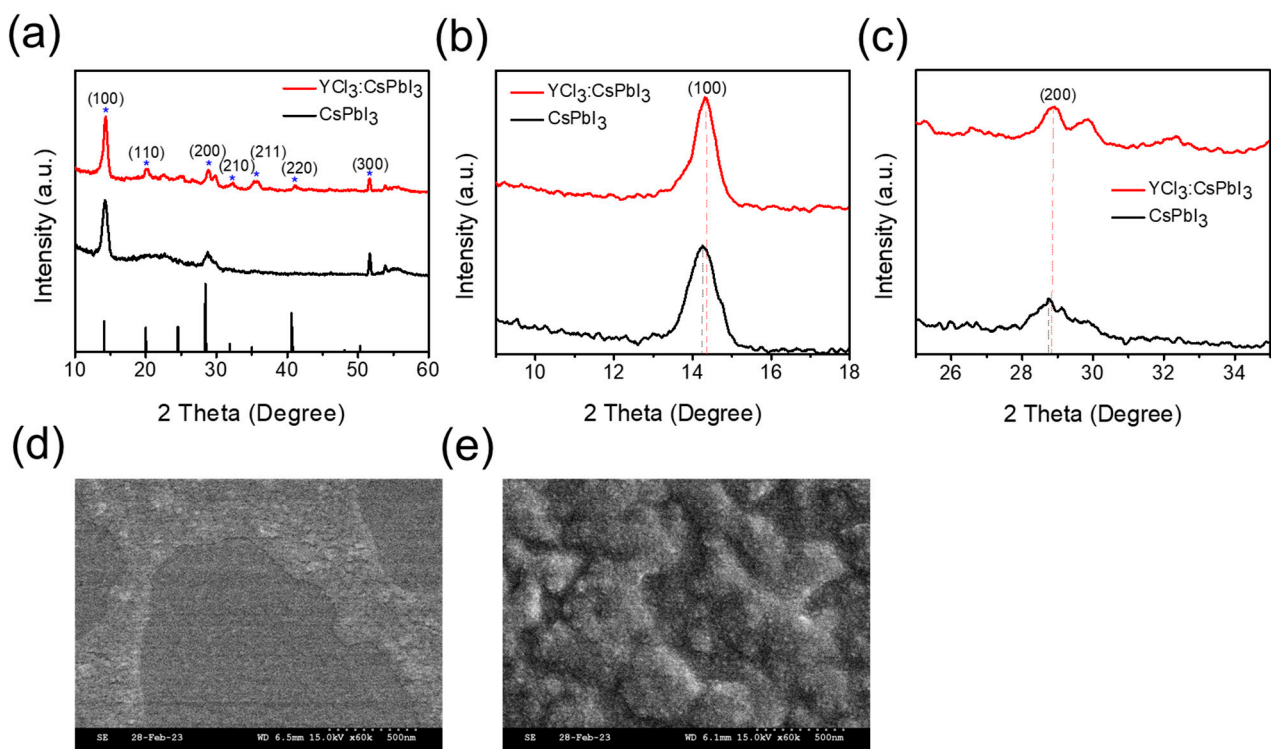 (a)
(100)
YCl3:CsPbI3
CsPbI3
*
(110)
*
(200)
*
(210)
*
(211)
*
(220)
*
(300)
*
Intensity (a.u.)
10 20 30 40 50 60
2 Theta (Degree)
(b)
YCl3:CsPbI3
CsPbI3
(100)
Intensity (a.u.)
10 12 14 16 18
2 Theta (Degree)
(c)
(200)
YCl3:CsPbI3
CsPbI3
Intensity (a.u.)
26 28 30 32 34
2 Theta (Degree)
(d)
SE 28-Feb-23 WD 6.5mm 15.0kV x60k 500nm
(e)
SE 28-Feb-23 WD 6.1mm 15.0kV x60k 500nm